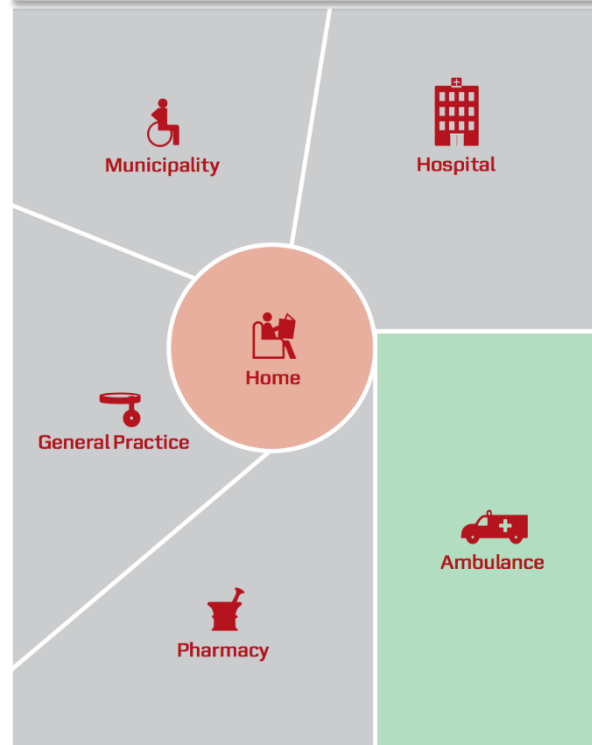 Municipality
Hospital
Home
General Practice
Ambulance
Pharmacy